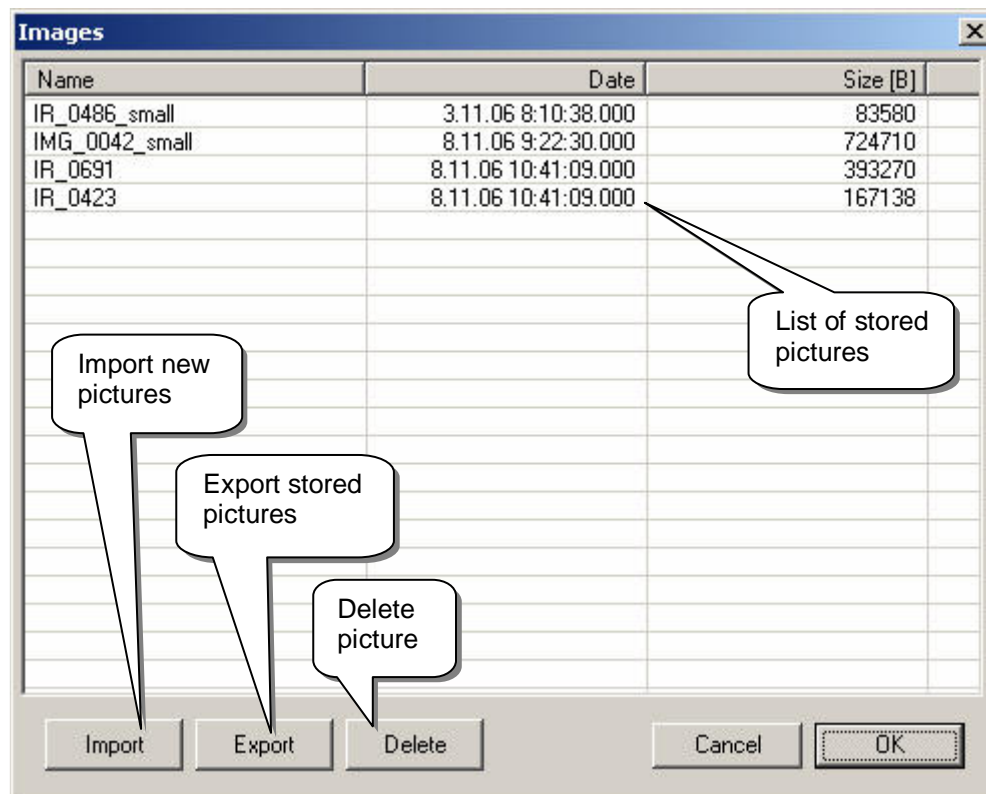 Images
Name Date Size [B]
IR_0486_small 3.11.06 8:10:38.000 83580
IMG_0042_small 8.11.06 9:22:30.000 724710
IR_0691 8.11.06 10:41:09.000 393270
IR_0423 8.11.06 10:41:09.000 167138
List of stored
pictures
Import new
pictures
Export stored
pictures
Delete
picture
Import Export Delete Cancel OK